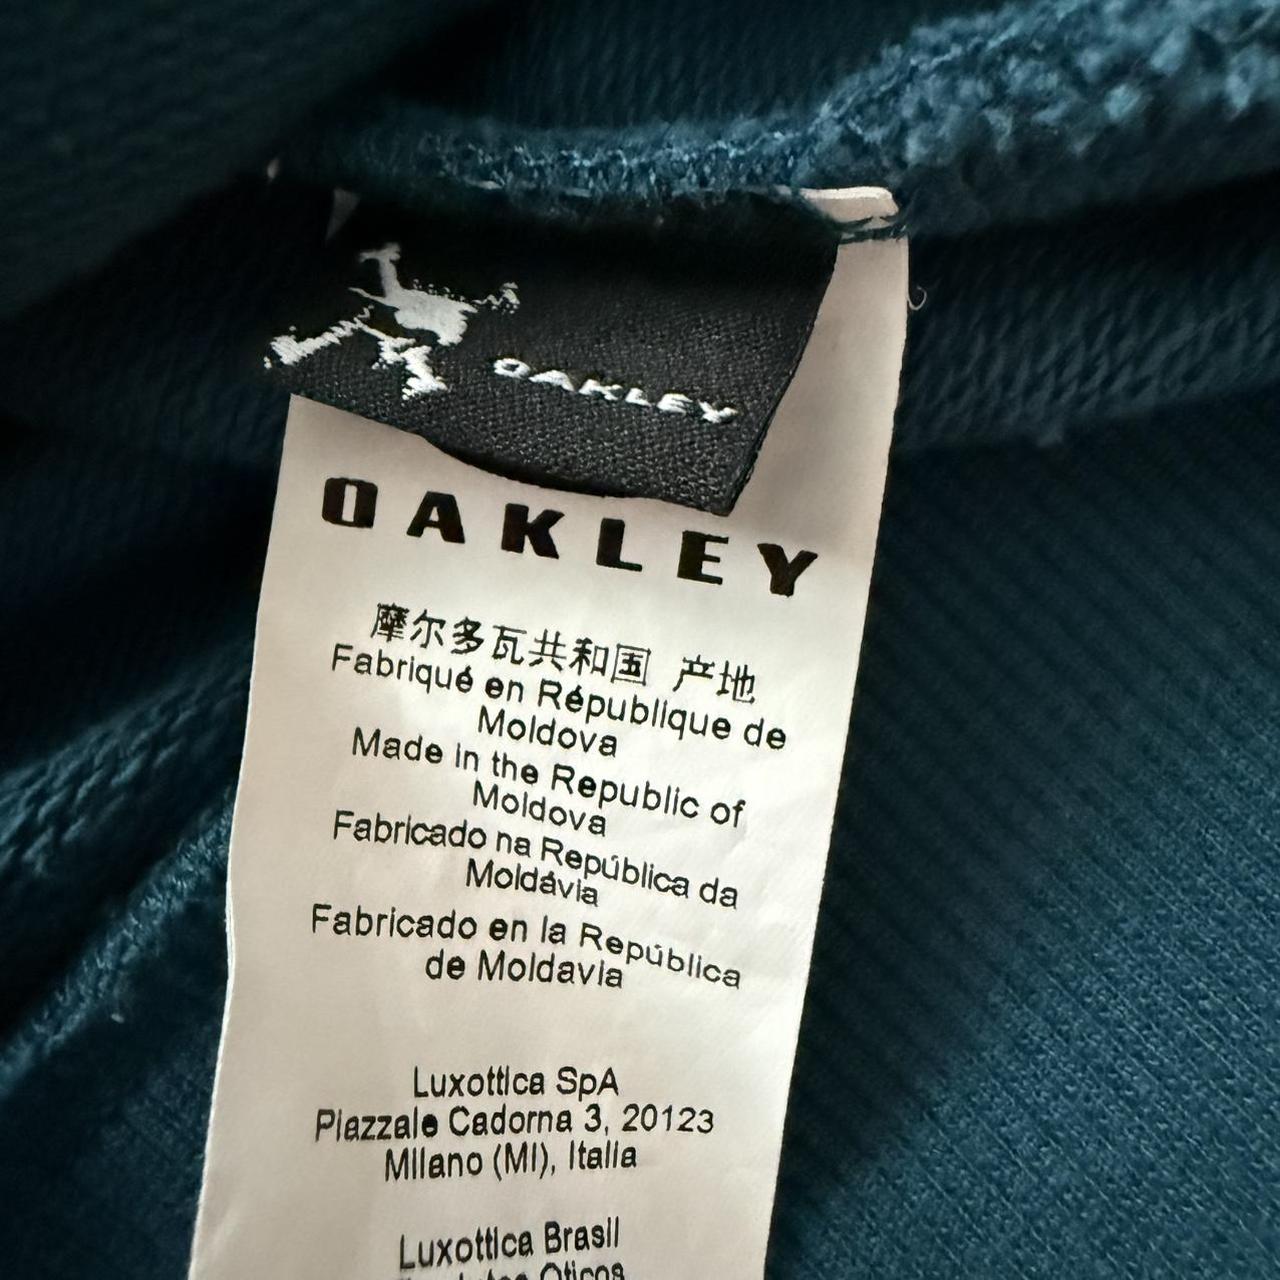 OAKLEY
OAKLEY
摩尔多瓦共和国 产地
Fabriqué en République de
Moldova
Made in the Republic of
Moldova
Fabricado na República da
Moldávia
Fabricado en la República
de Moldavia
Luxottica SpA
Piazzale Cadorna 3, 20123
Milano (MI), Italia
Luxottica Brasil
Oticos